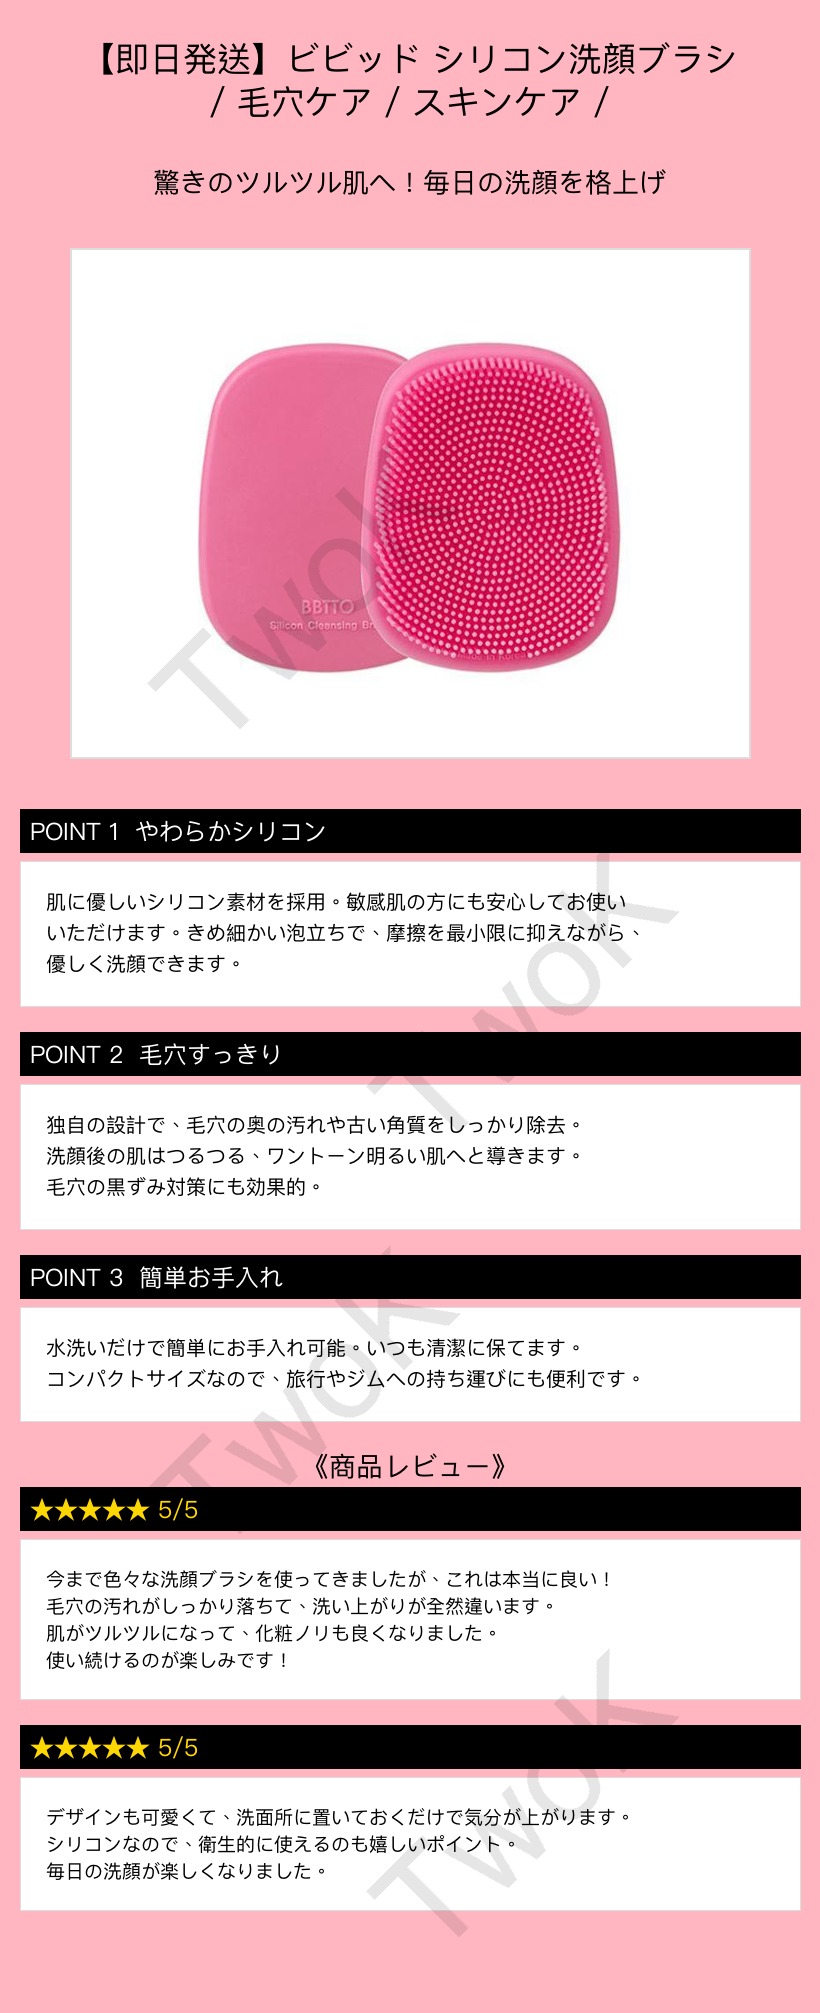 【即日発送】ビビッド シリコン洗顔ブラシ
/ 毛穴ケア / スキンケア /
驚きのツルツル肌へ！毎日の洗顔を格上げ
BBTTO
Silicon Cleansing Br
Made in Korea
Twok
POINT 1 やわらかシリコン
肌に優しいシリコン素材を採用。敏感肌の方にも安心してお使い
いただけます。きめ細かい泡立ちで、摩擦を最小限に抑えながら、
優しく洗顔できます。
Twok
POINT 2 毛穴すっきり
独自の設計で、毛穴の奥の汚れや古い角質をしっかり除去。
洗顔後の肌はつるつる、ワントーン明るい肌へと導きます。
毛穴の黒ずみ対策にも効果的。
POINT 3 簡単お手入れ
水洗いだけで簡単にお手入れ可能。いつも清潔に保てます。
コンパクトサイズなので、旅行やジムへの持ち運びにも便利です。
Twok
《商品レビュー》
★★★★★ 5/5
今まで色々な洗顔ブラシを使ってきましたが、これは本当に良い！
毛穴の汚れがしっかり落ちて、洗い上がりが全然違います。
肌がツルツルになって、化粧ノリも良くなりました。
使い続けるのが楽しみです！
★★★★★ 5/5
デザインも可愛くて、洗面所に置いておくだけで気分が上がります。
シリコンなので、衛生的に使えるのも嬉しいポイント。
毎日の洗顔が楽しくなりました。
Twok